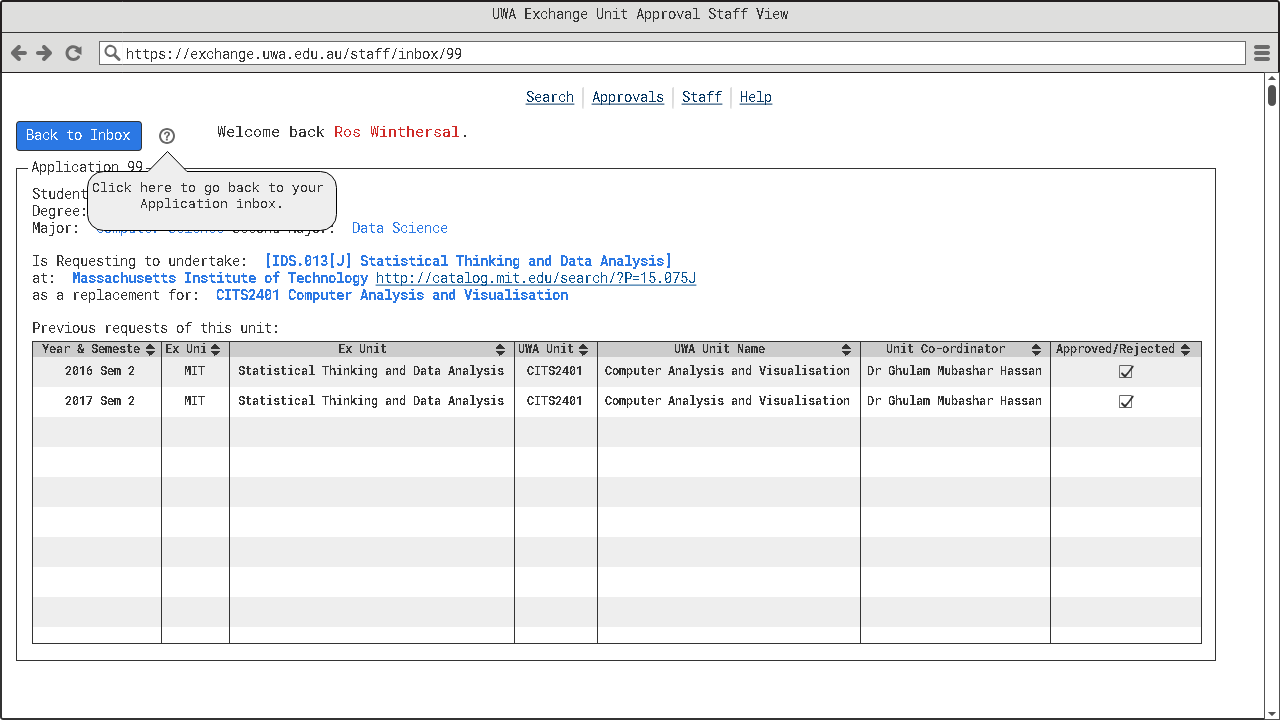 UWA Exchange Unit Approval Staff View
https://exchange.uwa.edu.au/staff/inbox/99
Search Approvals Staff Help
Back to Inbox ? Welcome back Ros Winthersal.
Application 99
Click here to go back to your
Application inbox.
Student
Degree:
Major: Computer Science Second Major: Data Science
Is Requesting to undertake: [IDS.013[J] Statistical Thinking and Data Analysis]
at: Massachusetts Institute of Technology http://catalog.mit.edu/search/?P=15.075J
as a replacement for: CITS2401 Computer Analysis and Visualisation
Previous requests of this unit:
Year & Semeste Ex Uni Ex Unit UWA Unit UWA Unit Name Unit Co-ordinator Approved/Rejected
2016 Sem 2 MIT Statistical Thinking and Data Analysis CITS2401 Computer Analysis and Visualisation Dr Ghulam Mubashar Hassan
2017 Sem 2 MIT Statistical Thinking and Data Analysis CITS2401 Computer Analysis and Visualisation Dr Ghulam Mubashar Hassan